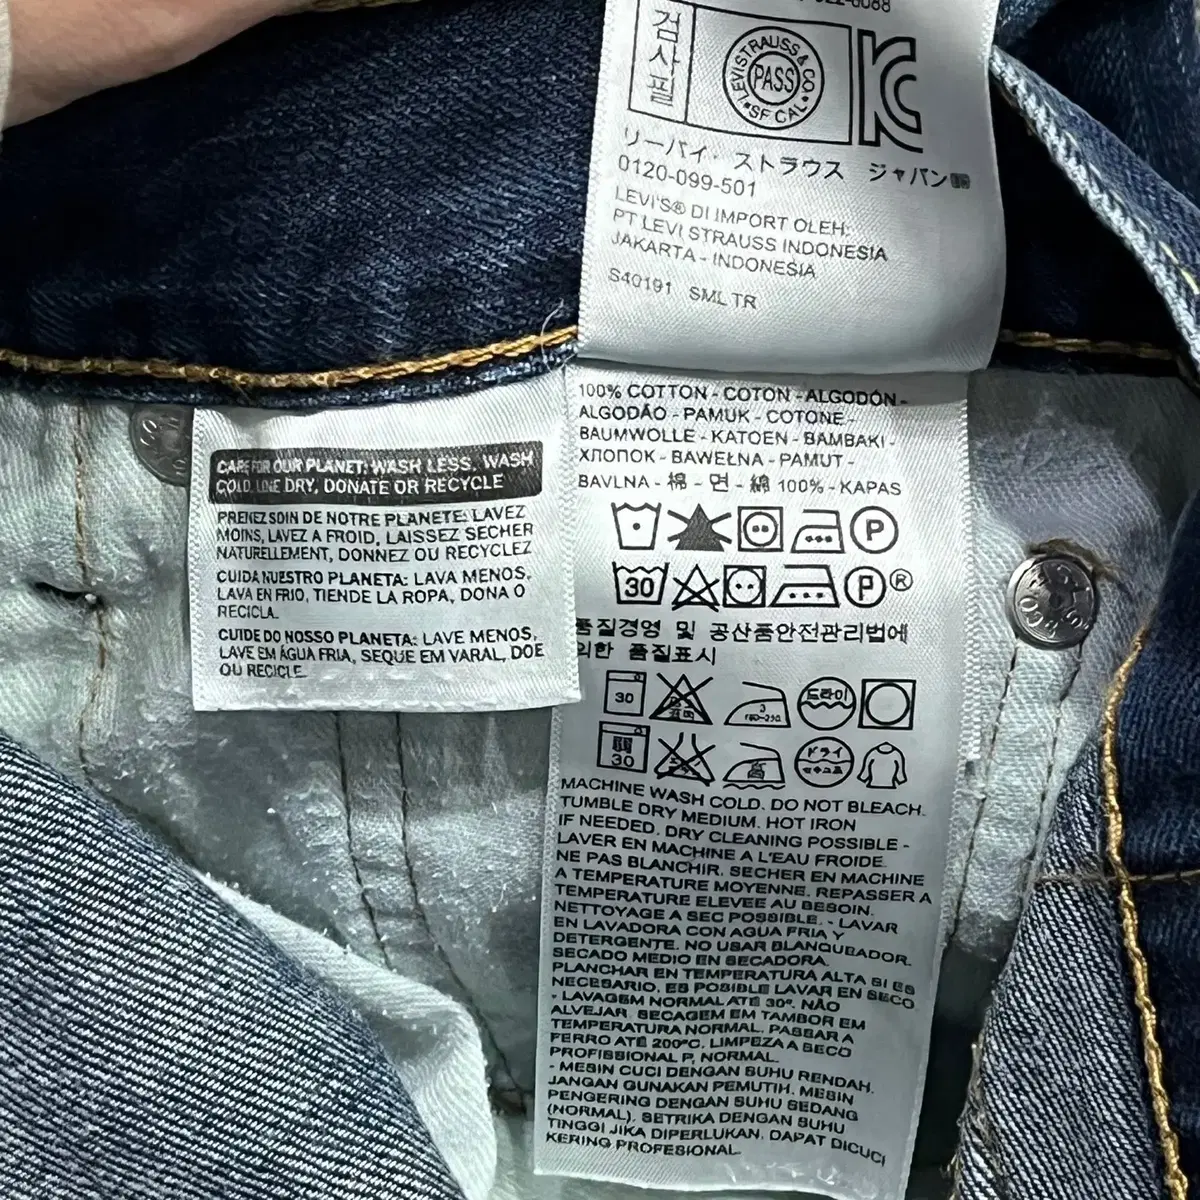 검사필
LEVI STRAUSS & CO
PASS
SF CAL
KC
リーバイ・ストラウス ジャパン㈱
0120-099-501
LEVI'S® DI IMPORT OLEH:
PT LEVI STRAUSS INDONESIA
JAKARTA - INDONESIA
S40191 SML TR
CARE FOR OUR PLANET: WASH LESS, WASH
COLD, LINE DRY, DONATE OR RECYCLE
PRENEZ SOIN DE NOTRE PLANETE: LAVEZ
MOINS, LAVEZ A FROID, LAISSEZ SECHER
NATURELLEMENT, DONNEZ OU RECYCLEZ
CUIDA NUESTRO PLANETA: LAVA MENOS,
LAVA EN FRIO, TIENDE LA ROPA, DONA O
RECICLA.
CUIDE DO NOSSO PLANETA: LAVE MENOS,
LAVE EM ÁGUA FRIA, SEQUE EM VARAL, DOE
OU RECICLE.
100% COTTON - COTON - ALGODÓN -
ALGODÃO - PAMUK - COTONE -
BAUMWOLLE - KATOEN - BAMBAKI -
ХЛОПОК - BAWEŁNA - PAMUT -
BAVLNA - 棉 - 면 - 綿 100% - KAPAS
P
30 P ®
품질경영 및 공산품안전관리법에
의한 품질표시
30 드라이
弱 30 高 ドライ
MACHINE WASH COLD. DO NOT BLEACH.
TUMBLE DRY MEDIUM. HOT IRON
IF NEEDED. DRY CLEANING POSSIBLE -
LAVER EN MACHINE A L'EAU FROIDE.
NE PAS BLANCHIR. SECHER EN MACHINE
A TEMPERATURE MOYENNE. REPASSER A
TEMPERATURE ELEVEE AU BESOIN.
NETTOYAGE A SEC POSSIBLE. - LAVAR
EN LAVADORA CON AGUA FRIA Y
DETERGENTE. NO USAR BLANQUEADOR.
SECADO MEDIO EN SECADORA.
PLANCHAR EN TEMPERATURA ALTA SI ES
NECESARIO. ES POSIBLE LAVAR EN SECO.
- LAVAGEM NORMAL ATÉ 30º. NÃO
ALVEJAR. SECAGEM EM TAMBOR EM
TEMPERATURA NORMAL. PASSAR A
FERRO ATÉ 200ºC. LIMPEZA A SECO
PROFISSIONAL P, NORMAL.
- MESIN CUCI DENGAN SUHU RENDAH.
JANGAN GUNAKAN PEMUTIH. MESIN
PENGERING DENGAN SUHU SEDANG
(NORMAL). SETRIKA DENGAN SUHU
TINGGI JIKA DIPERLUKAN. DAPAT DICUCI
KERING PROFESIONAL.